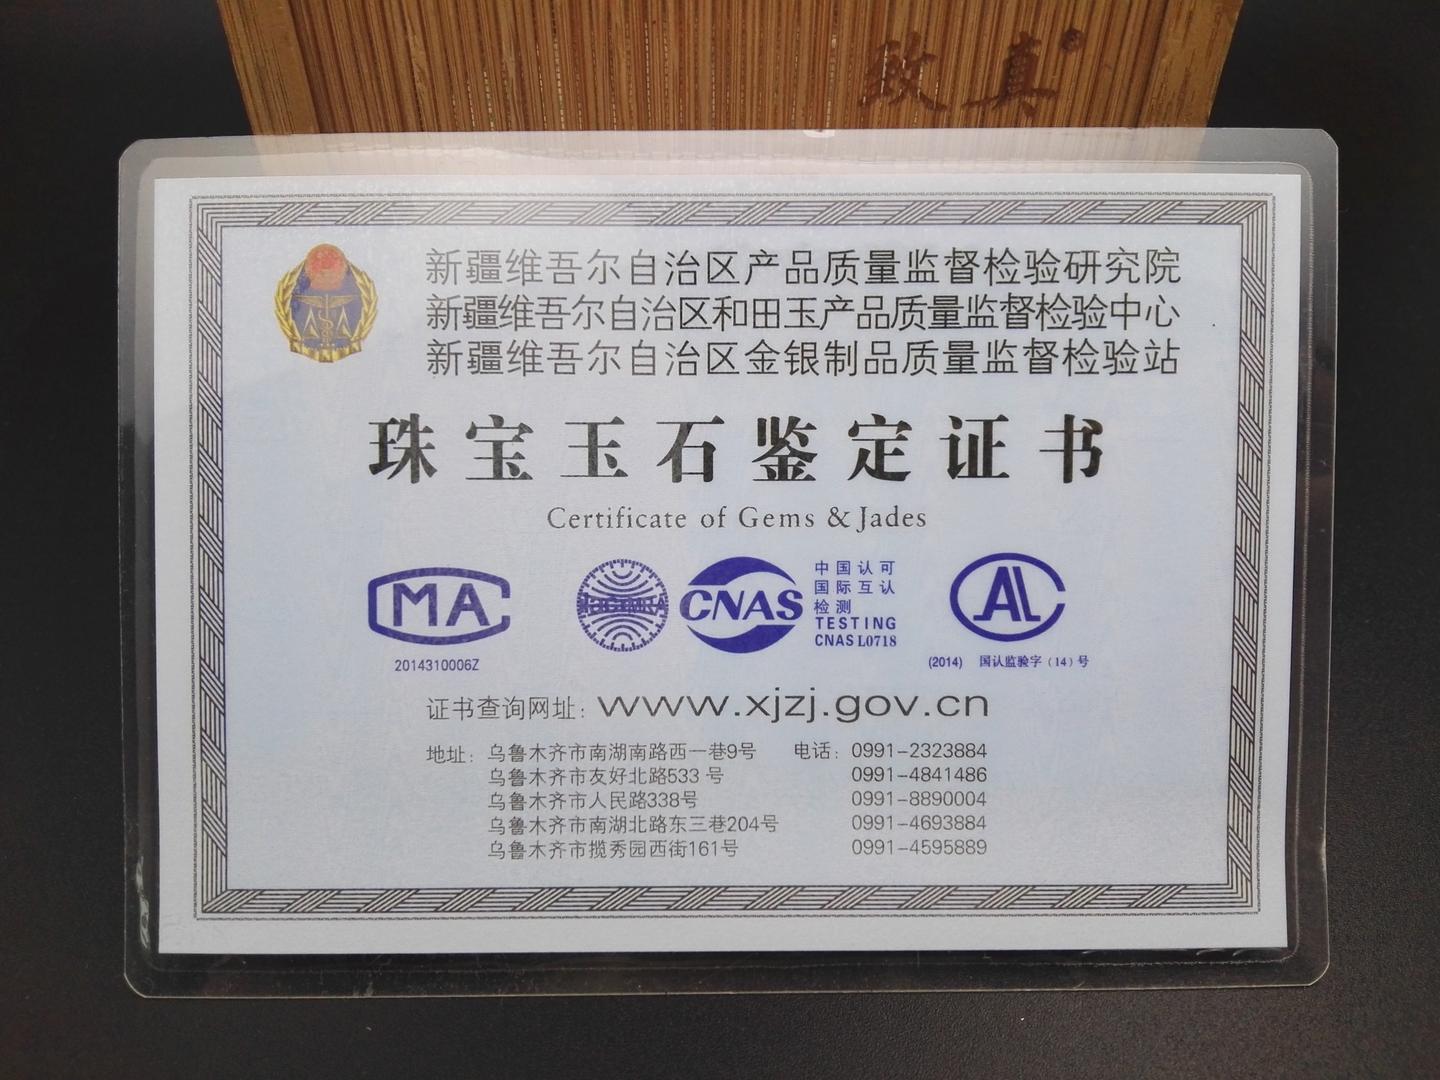 致真®
新疆维吾尔自治区产品质量监督检验研究院
新疆维吾尔自治区和田玉产品质量监督检验中心
新疆维吾尔自治区金银制品质量监督检验站
珠宝玉石鉴定证书
Certificate of Gems & Jades
MA
2014310006Z
CNAS
中国认可
国际互认
检测
TESTING
CNAS L0718
AL
(2014) 国认监验字（14）号
证书查询网址：www.xjzj.gov.cn
地址：乌鲁木齐市南湖南路西一巷9号 电话：0991-2323884
乌鲁木齐市友好北路533 号 0991-4841486
乌鲁木齐市人民路338号 0991-8890004
乌鲁木齐市南湖北路东三巷204号 0991-4693884
乌鲁木齐市揽秀园西街161号 0991-4595889